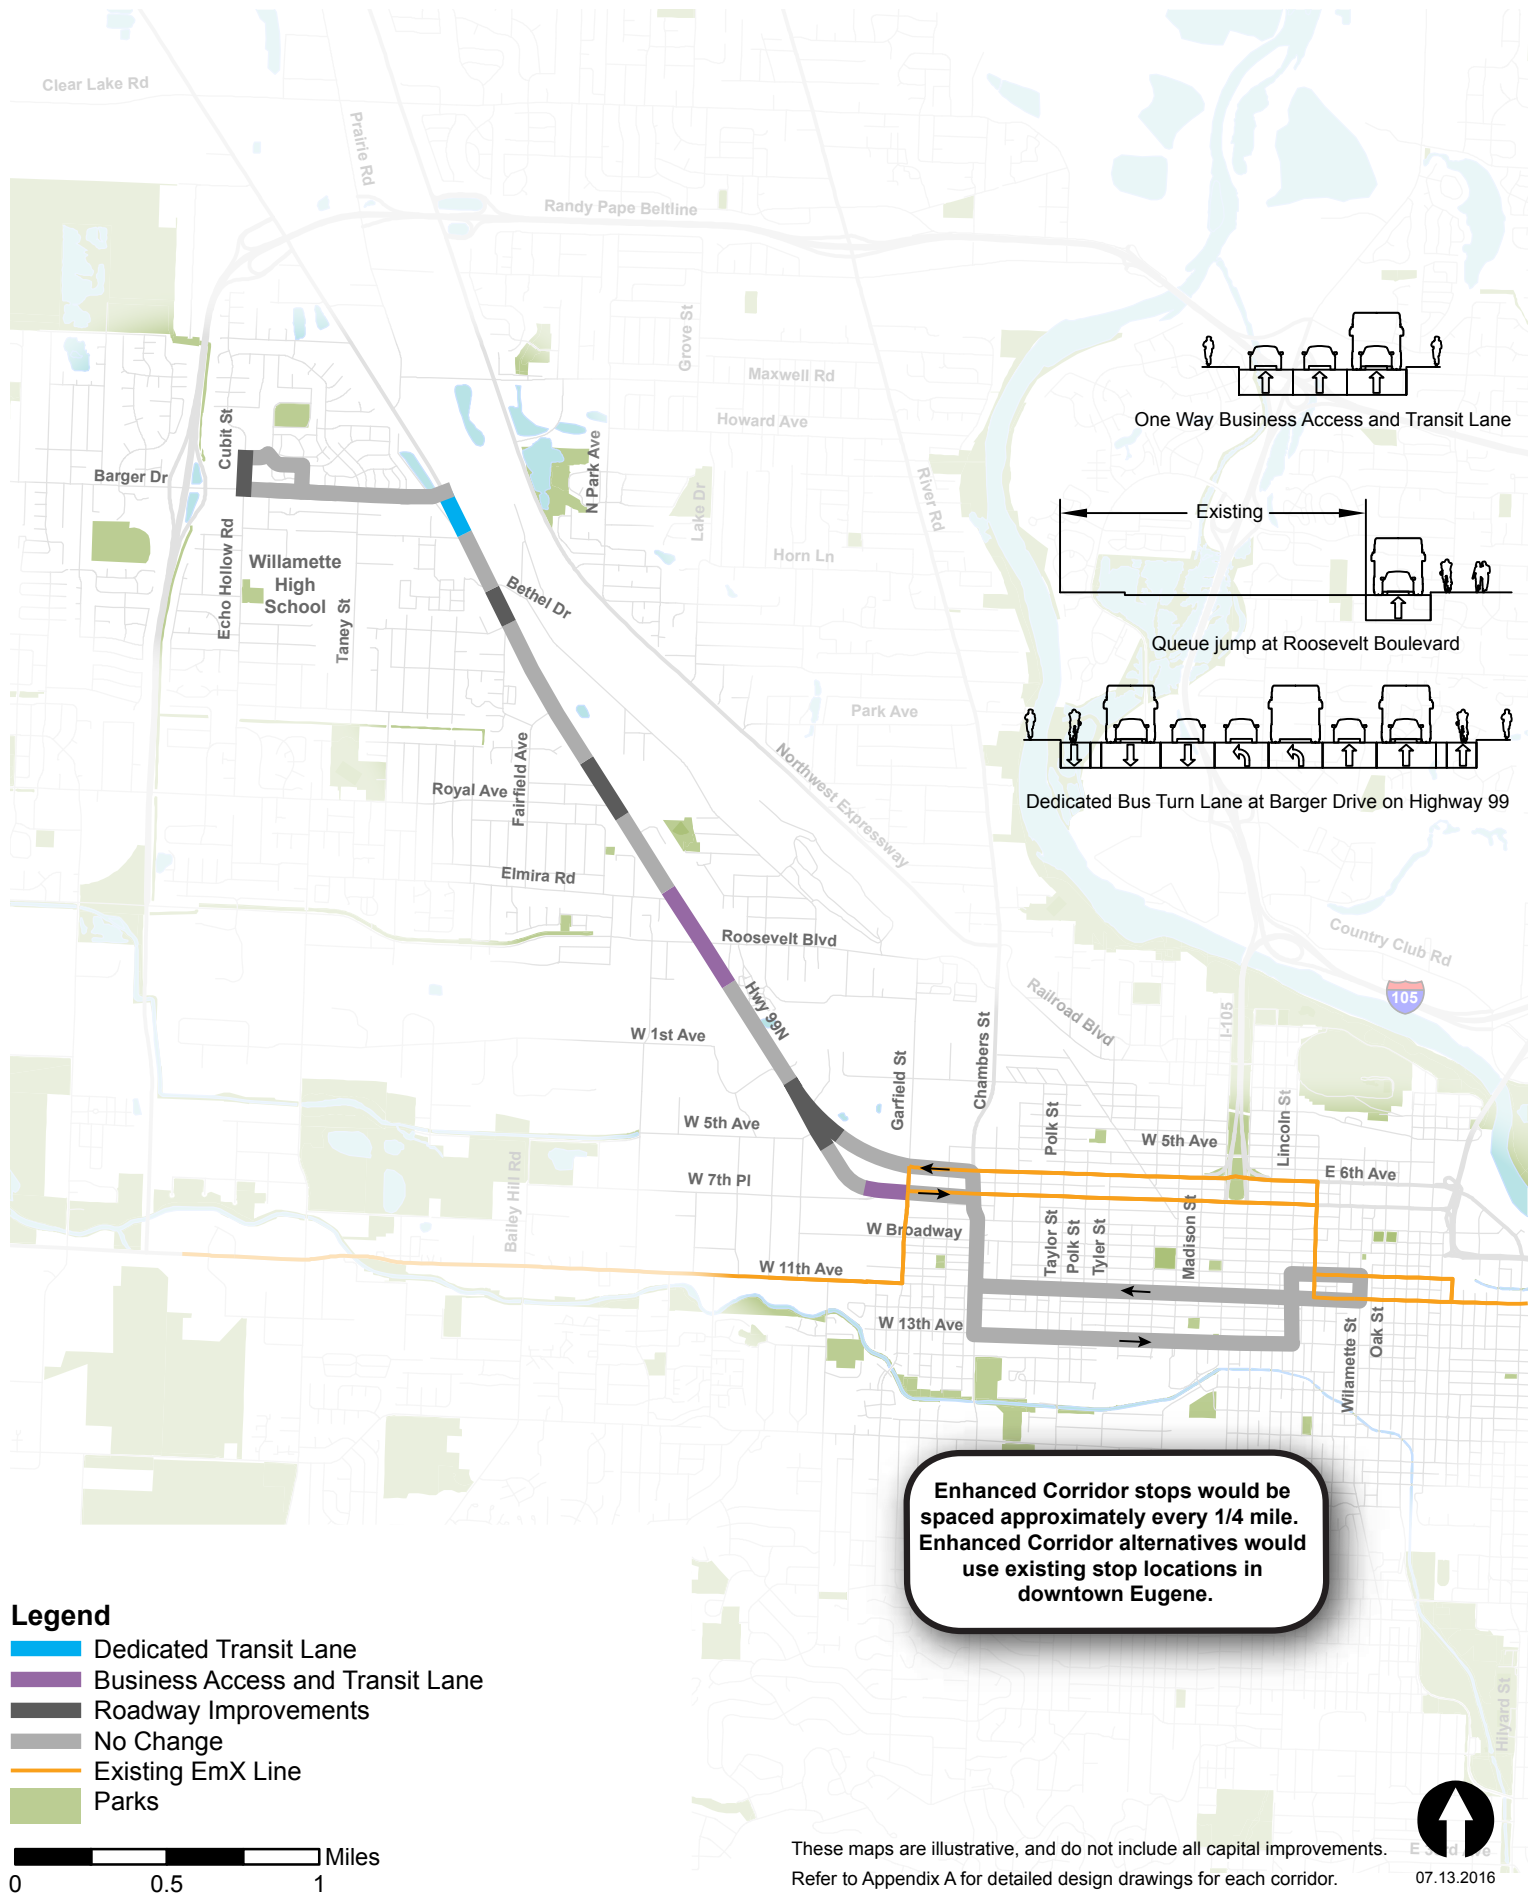 Clear Lake Rd
Prairie Rd
Randy Pape Beltline
Grove St
Maxwell Rd
Howard Ave
One Way Business Access and Transit Lane
Cubit St
Barger Dr
N Park Ave
Lake Dr
River Rd
Existing
Echo Hollow Rd
Willamette
High
School
Taney St
Bethel Dr
Horn Ln
Queue jump at Roosevelt Boulevard
Park Ave
Northwest Expressway
Royal Ave
Fairfield Ave
Dedicated Bus Turn Lane at Barger Drive on Highway 99
Elmira Rd
Roosevelt Blvd
Country Club Rd
105
Hwy 99N
Railroad Blvd
I-105
W 1st Ave
Garfield St
Chambers St
W 5th Ave
Polk St
W 5th Ave
Lincoln St
E 6th Ave
W 7th Pl
Bailey Hill Rd
W Broadway
Taylor St
Polk St
Tyler St
Madison St
W 11th Ave
W 13th Ave
Wilamette St
Oak St
Enhanced Corridor stops would be
spaced approximately every 1/4 mile.
Enhanced Corridor alternatives would
use existing stop locations in
downtown Eugene.
Hilyard St
Legend
Dedicated Transit Lane
Business Access and Transit Lane
Roadway Improvements
No Change
Existing EmX Line
Parks
Miles
0 0.5 1
These maps are illustrative, and do not include all capital improvements.
Refer to Appendix A for detailed design drawings for each corridor.
E Ave
07.13.2016